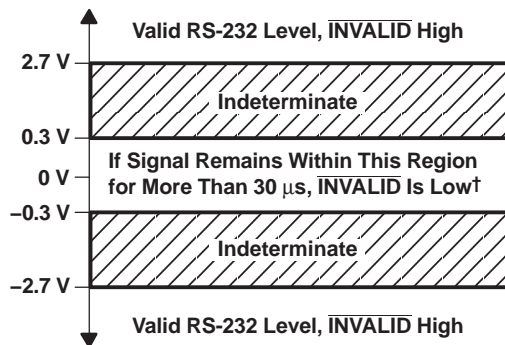 Valid RS-232 Level, INVALID High
2.7 V
Indeterminate
0.3 V
If Signal Remains Within This Region
0 V
for More Than 30 μs, INVALID Is Low†
−0.3 V
Indeterminate
−2.7 V
Valid RS-232 Level, INVALID High